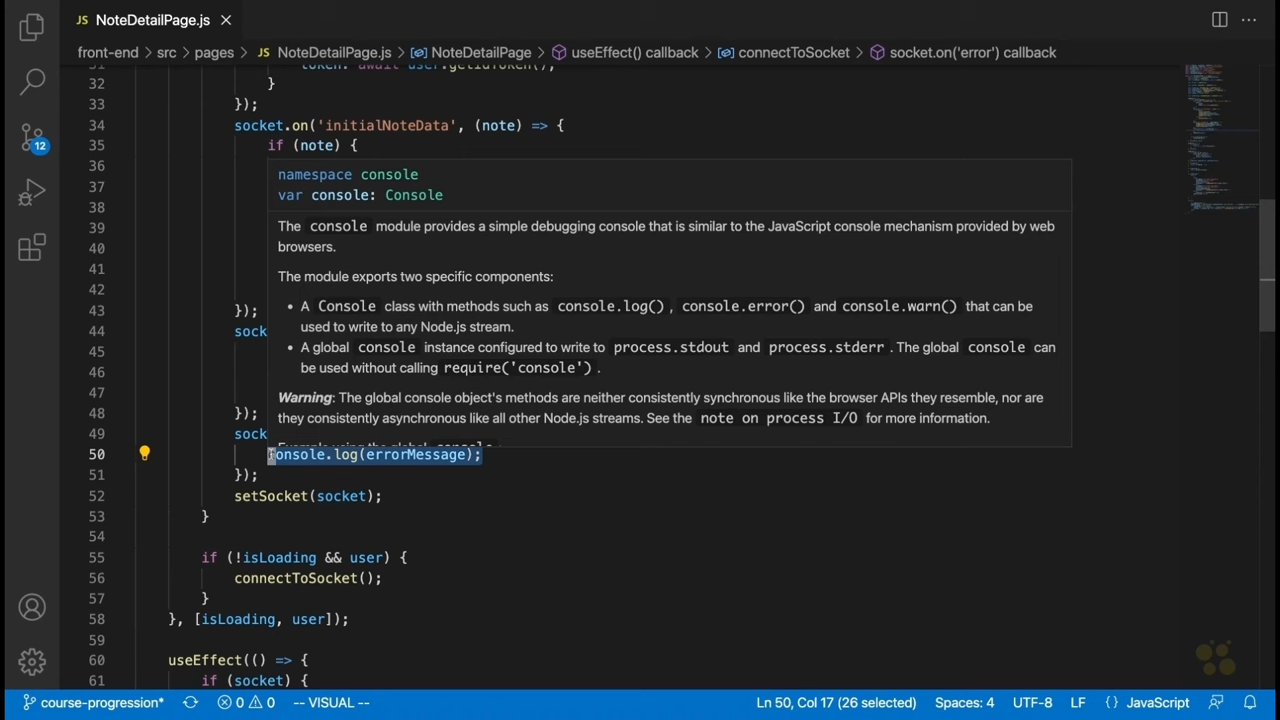 JS NoteDetailPage.js ×
front-end > src > pages > JS NoteDetailPage.js > NoteDetailPage > useEffect() callback > connectToSocket > socket.on('error') callback
31 token: await user.getIdToken();
32 }
33 });
34 socket.on('initialNoteData', (note) => {
35 if (note) {
36
namespace console
37
var console: Console
38
The console module provides a simple debugging console that is similar to the JavaScript console mechanism provided by web
39
browsers.
40
The module exports two specific components:
41
42
• A Console class with methods such as console.log(), console.error() and console.warn() that can be
43 });
used to write to any Node.js stream.
44 sock
• A global console instance configured to write to process.stdout and process.stderr. The global console can
45
be used without calling require('console').
46
47
Warning: The global console object's methods are neither consistently synchronous like the browser APIs they resemble, nor are
48 });
they consistently asynchronous like all other Node.js streams. See the note on process I/O for more information.
49 sock
Example using the global console
50 console.log(errorMessage);
51 });
52 setSocket(socket);
53 }
54
55 if (!isLoading && user) {
56 connectToSocket();
57 }
58 }, [isLoading, user]);
59
60 useEffect(() => {
61 if (socket) {
12
course-progression* 0 0 -- VISUAL -- Ln 50, Col 17 (26 selected) Spaces: 4 UTF-8 LF {} JavaScript